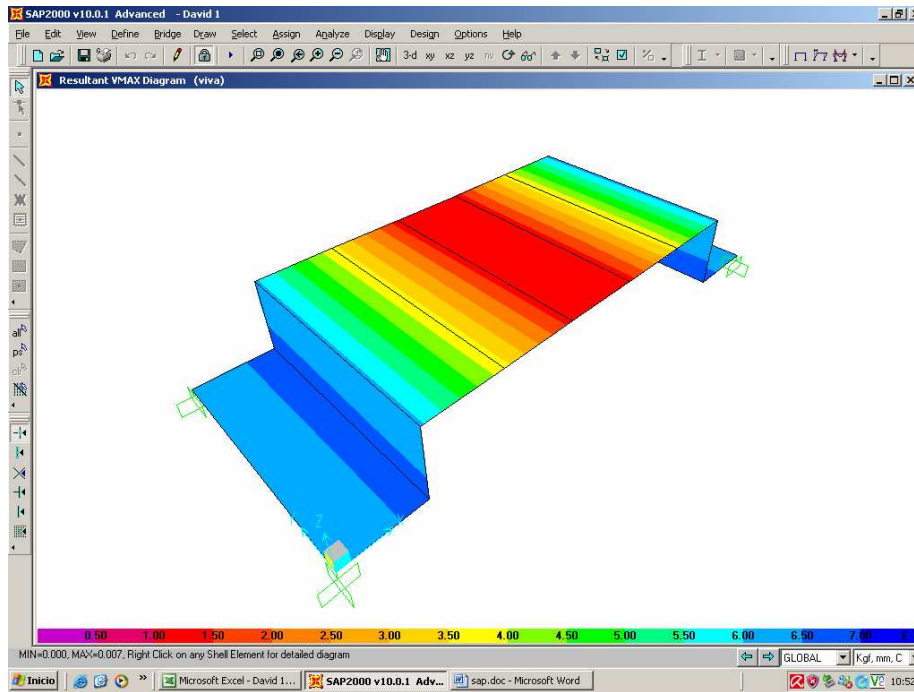 SAP2000 v10.0.1 Advanced - David 1
File Edit View Define Bridge Draw Select Assign Analyze Display Design Options Help
3-d xy xz yz nv
Resultant VMAX Diagram (viva)
all
ps
clr
Z
0.50 1.00 1.50 2.00 2.50 3.00 3.50 4.00 4.50 5.00 5.50 6.00 6.50 7.00
MIN=0.000, MAX=0.007, Right Click on any Shell Element for detailed diagram
GLOBAL
Kgf, mm, C
Inicio
Microsoft Excel - David 1...
SAP2000 v10.0.1 Adv...
sap.doc - Microsoft Word
10:52